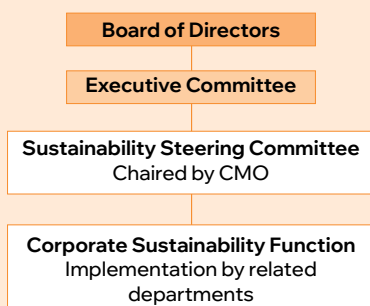 Board of Directors
Executive Committee
Sustainability Steering Committee
Chaired by CMO
Corporate Sustainability Function
Implementation by related
departments